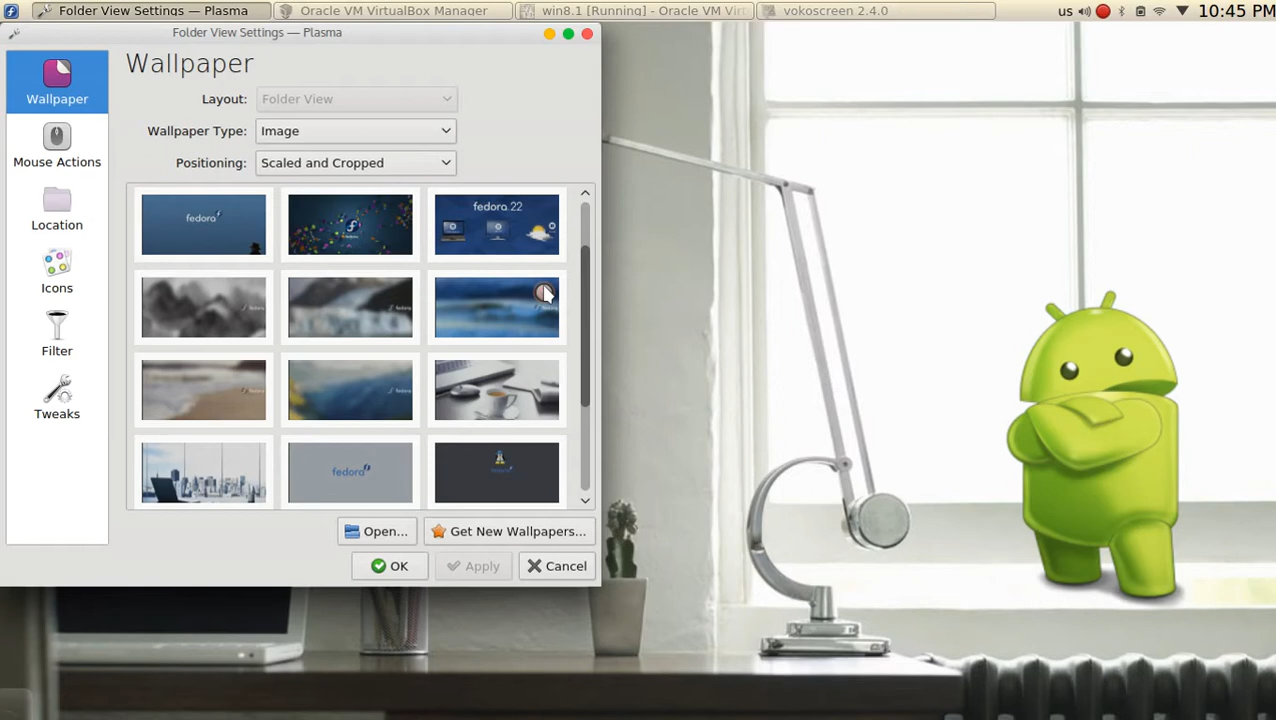 Folder View Settings — Plasma
Oracle VM VirtualBox Manager
win8.1 [Running] - Oracle VM Virt
vokoscreen 2.4.0
us
10:45 PM
Folder View Settings — Plasma
Wallpaper
Wallpaper
Layout: Folder View
Wallpaper Type: Image
Mouse Actions
Positioning: Scaled and Cropped
Location
Icons
Filter
Tweaks
fedora
fedora 22
fedora
Open...
Get New Wallpapers...
OK
Apply
Cancel